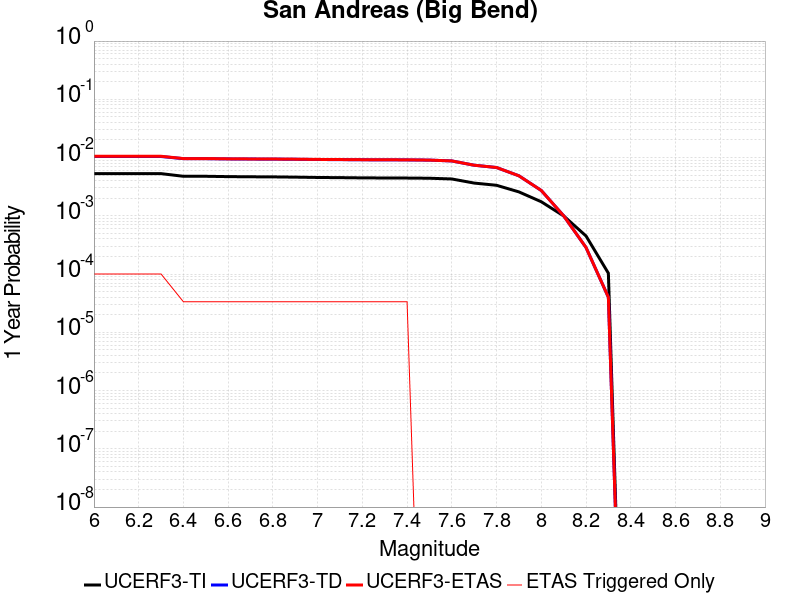 San Andreas (Big Bend)
10^0
10^-1
10^-2
10^-3
10^-4
10^-5
10^-6
10^-7
10^-8
1 Year Probability
6 6.2 6.4 6.6 6.8 7 7.2 7.4 7.6 7.8 8 8.2 8.4 8.6 8.8 9
Magnitude
UCERF3-TI UCERF3-TD UCERF3-ETAS ETAS Triggered Only